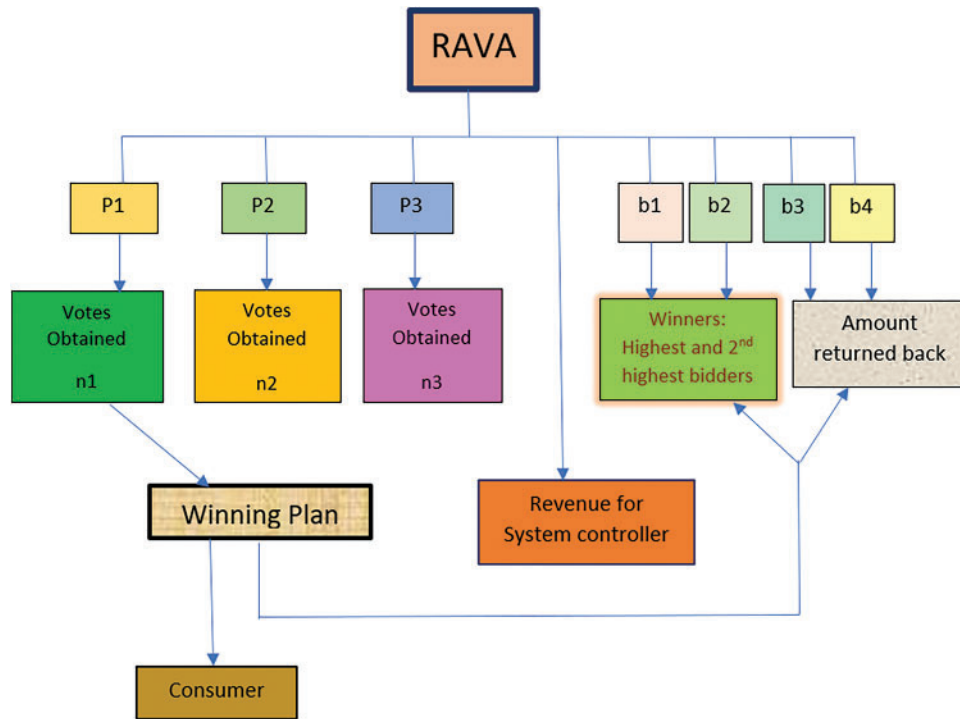 RAVA
P1
P2
P3
b1
b2
b3
b4
Votes
Obtained
n1
Votes
Obtained
n2
Votes
Obtained
n3
Winners:
Highest and 2nd
highest bidders
Amount
returned back
Winning Plan
Revenue for
System controller
Consumer